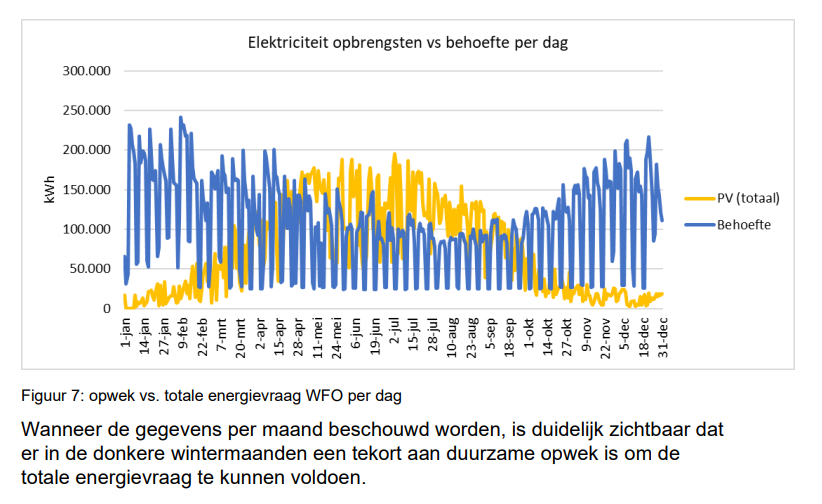 Elektriciteit opbrengsten vs behoefte per dag
300.000
250.000
200.000
150.000
100.000
50.000
0
kWh
1-jan
14-jan
27-jan
9-feb
22-feb
7-mrt
20-mrt
2-apr
15-apr
28-apr
11-mei
24-mei
6-jun
19-jun
2-jul
15-jul
28-jul
10-aug
23-aug
5-sep
18-sep
1-okt
14-okt
27-okt
9-nov
22-nov
5-dec
18-dec
31-dec
PV (totaal)
Behoefte
Figuur 7: opwek vs. totale energievraag WFO per dag
Wanneer de gegevens per maand beschouwd worden, is duidelijk zichtbaar dat
er in de donkere wintermaanden een tekort aan duurzame opwek is om de
totale energievraag te kunnen voldoen.